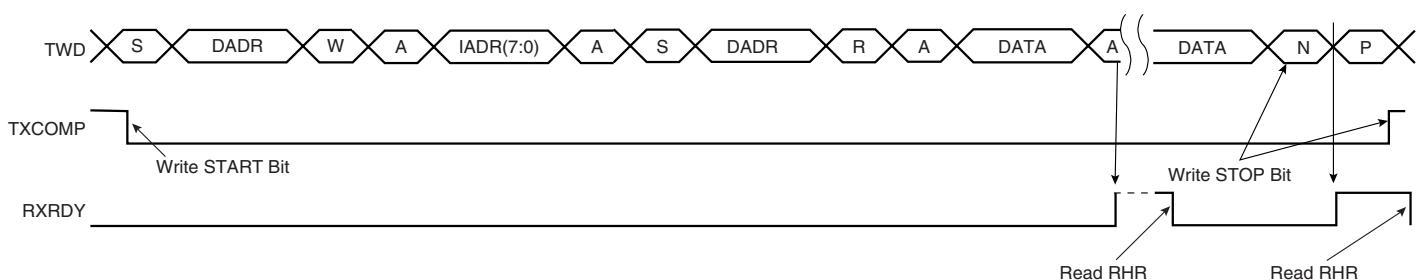 TWD S DADR W A IADR(7:0) A S DADR R A DATA A DATA N P
TXCOMP
Write START Bit
Write STOP Bit
RXRDY
Read RHR
Read RHR